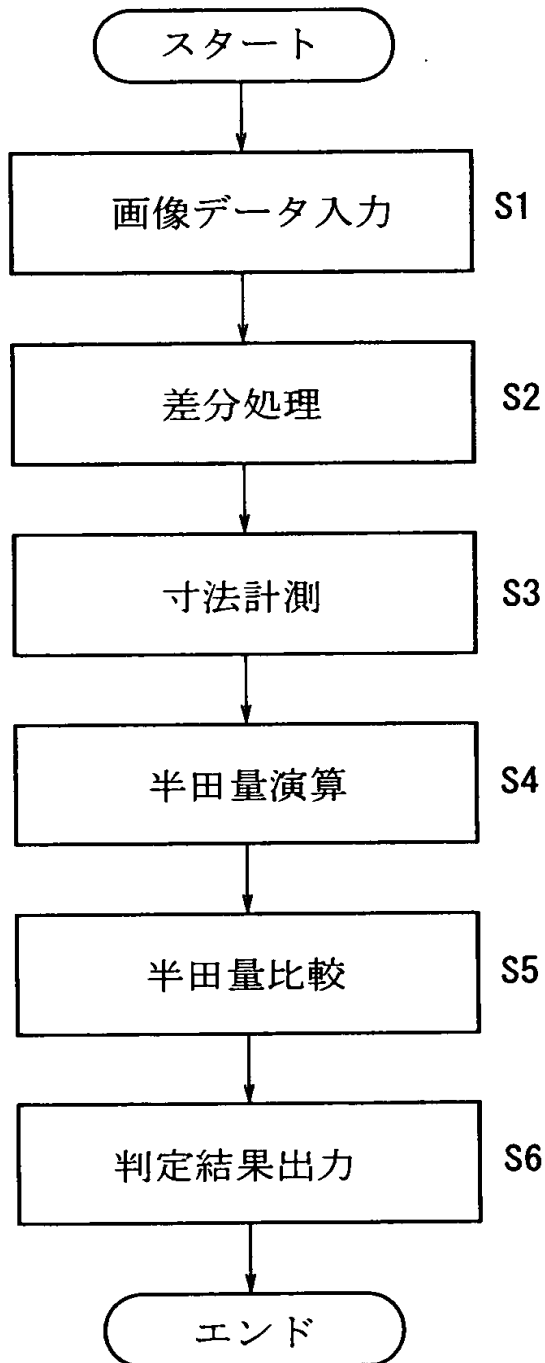 スタート
画像データ入力 S1
差分処理 S2
寸法計測 S3
半田量演算 S4
半田量比較 S5
判定結果出力 S6
エンド